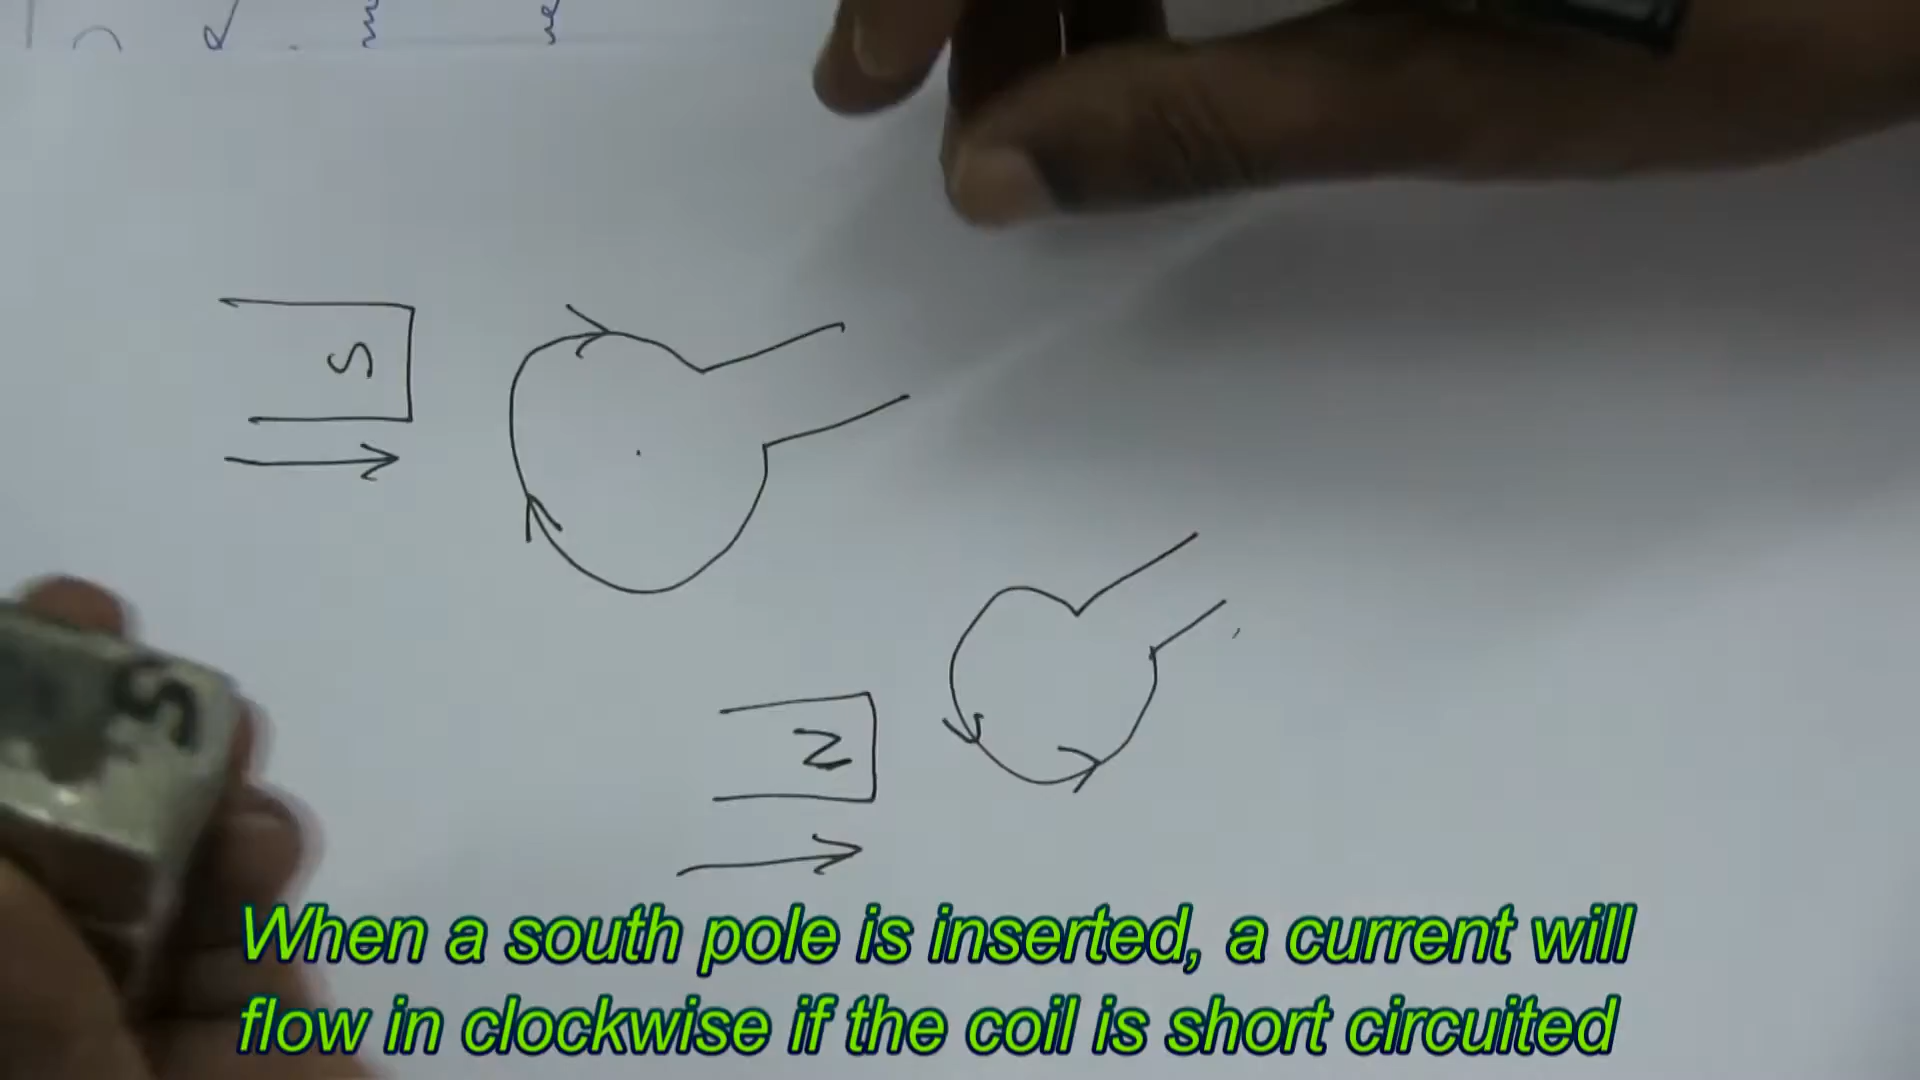 S
S
N
When a south pole is inserted, a current will
flow in clockwise if the coil is short circuited